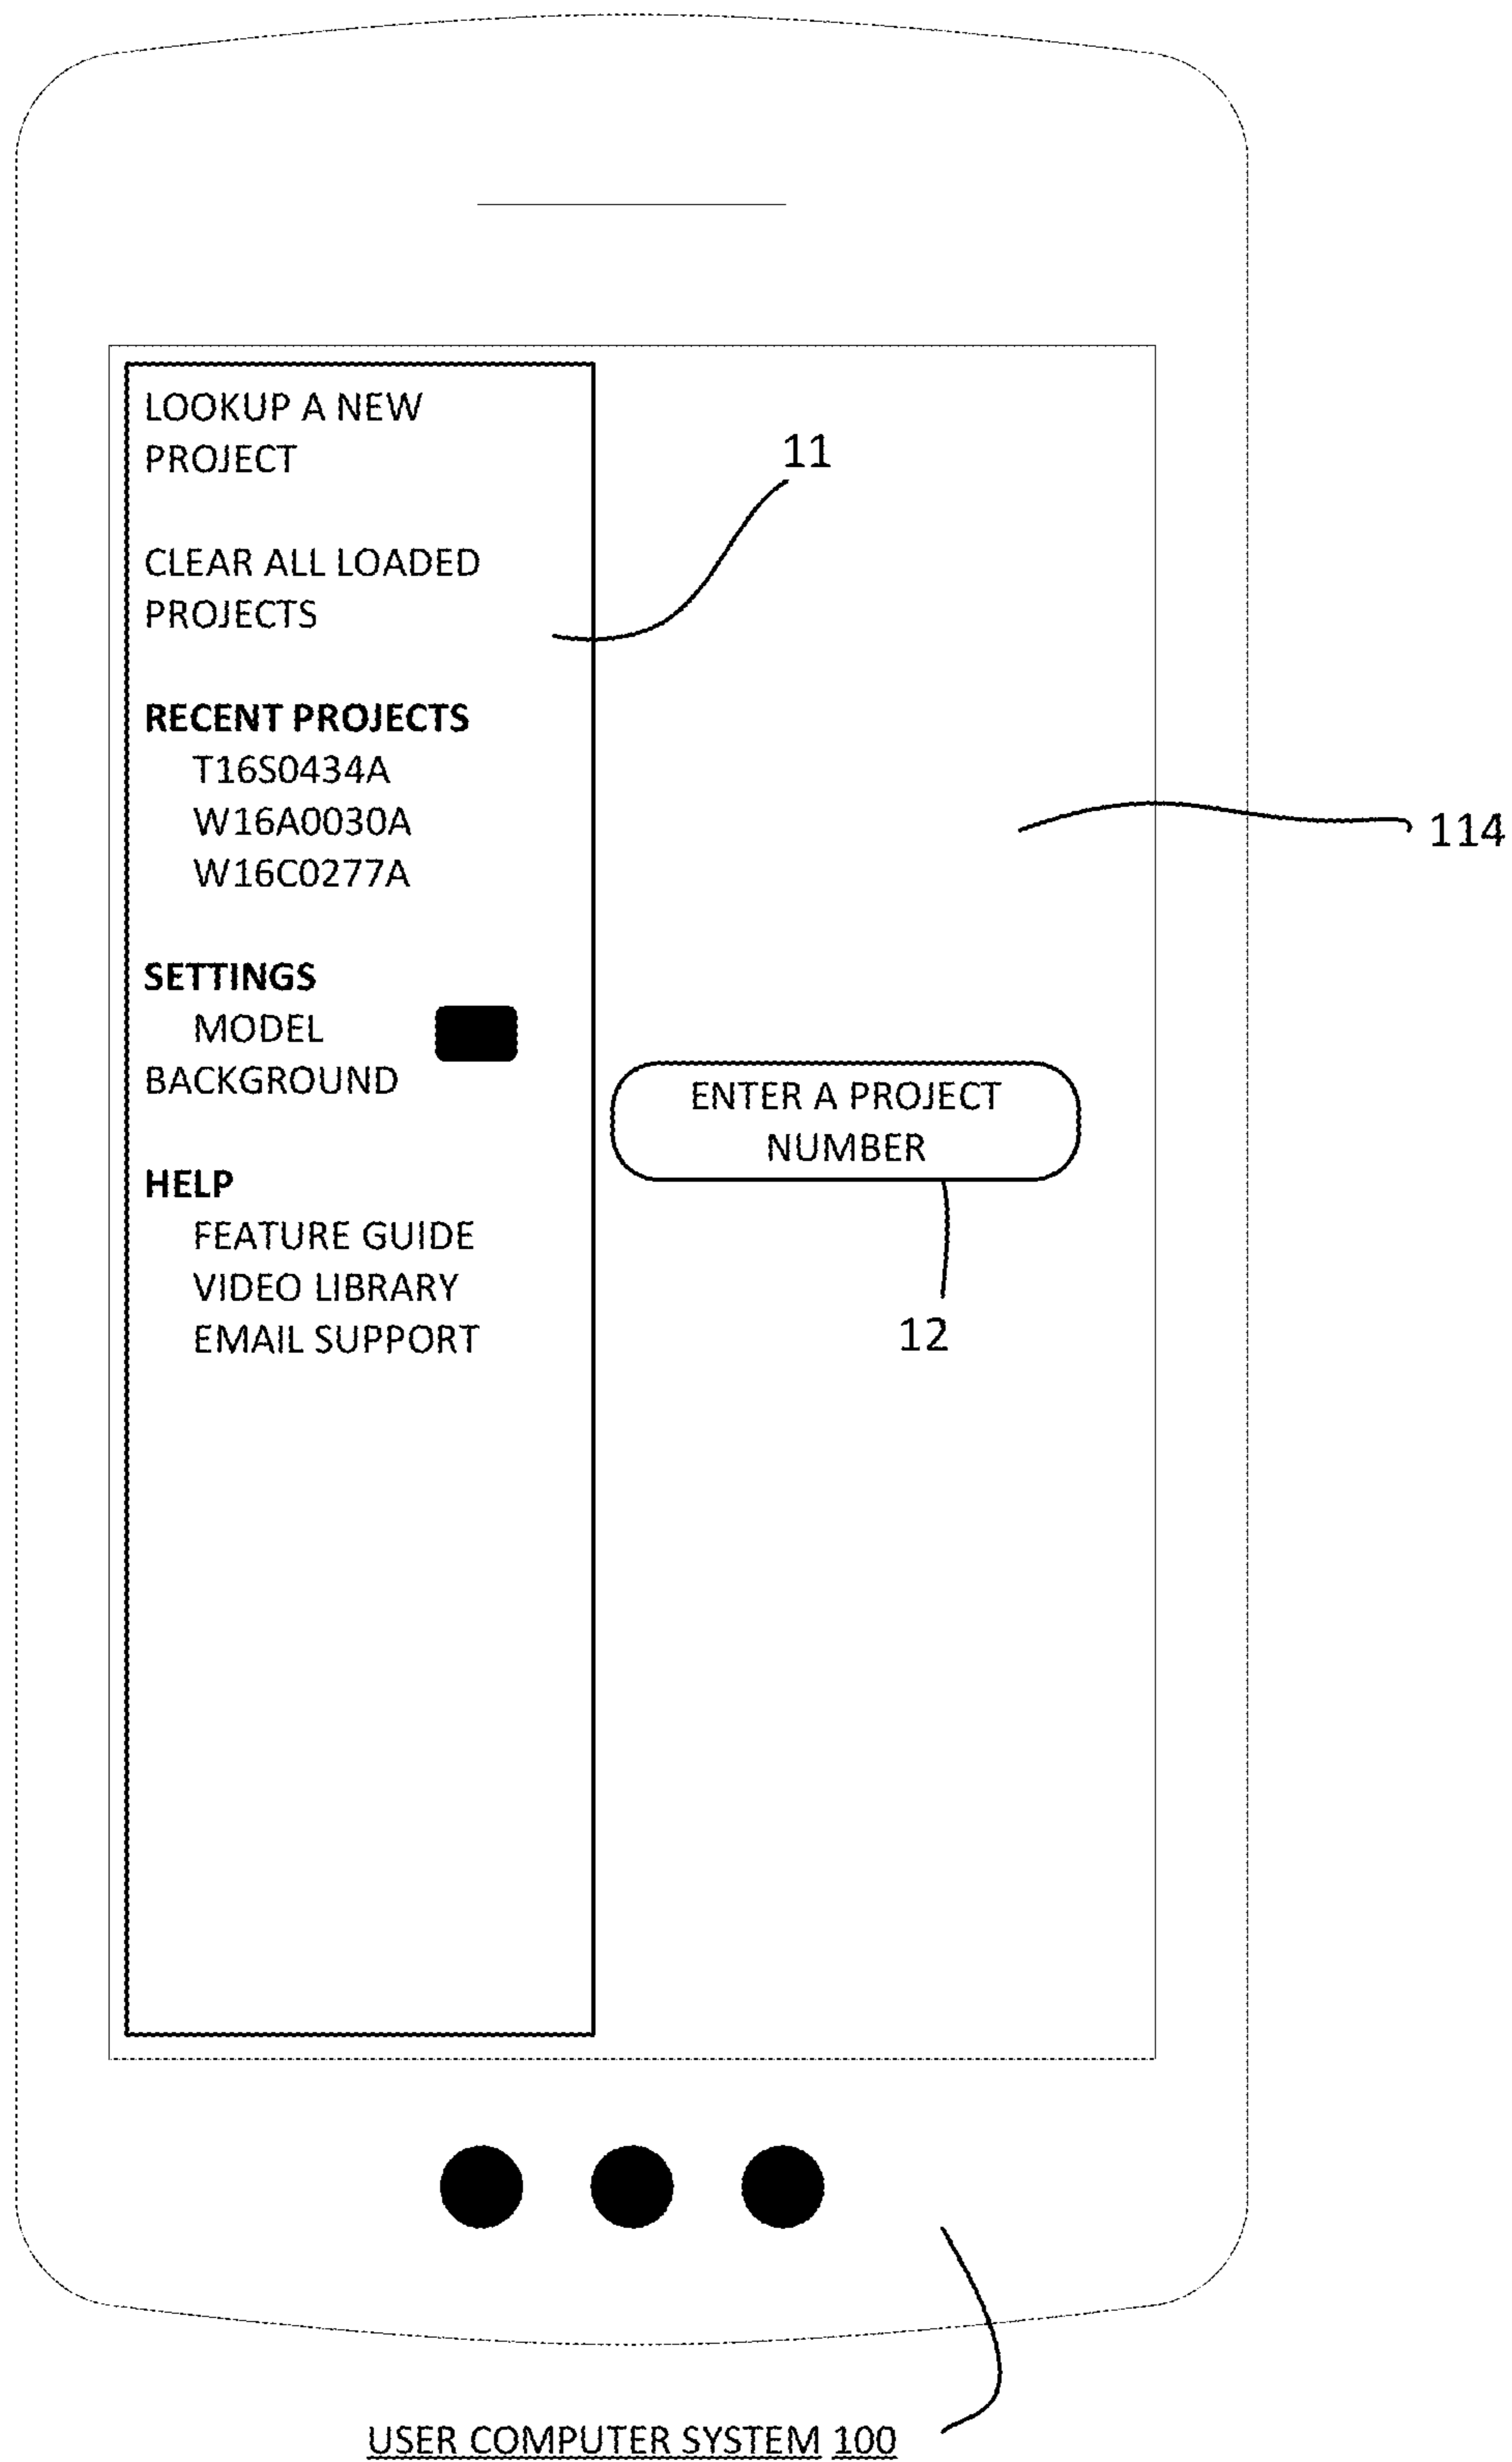 LOOKUP A NEW
PROJECT
CLEAR ALL LOADED
PROJECTS
RECENT PROJECTS
T16S0434A
W16A0030A
W16C0277A
SETTINGS
MODEL
BACKGROUND
HELP
FEATURE GUIDE
VIDEO LIBRARY
EMAIL SUPPORT
11
114
ENTER A PROJECT
NUMBER
12
USER COMPUTER SYSTEM 100